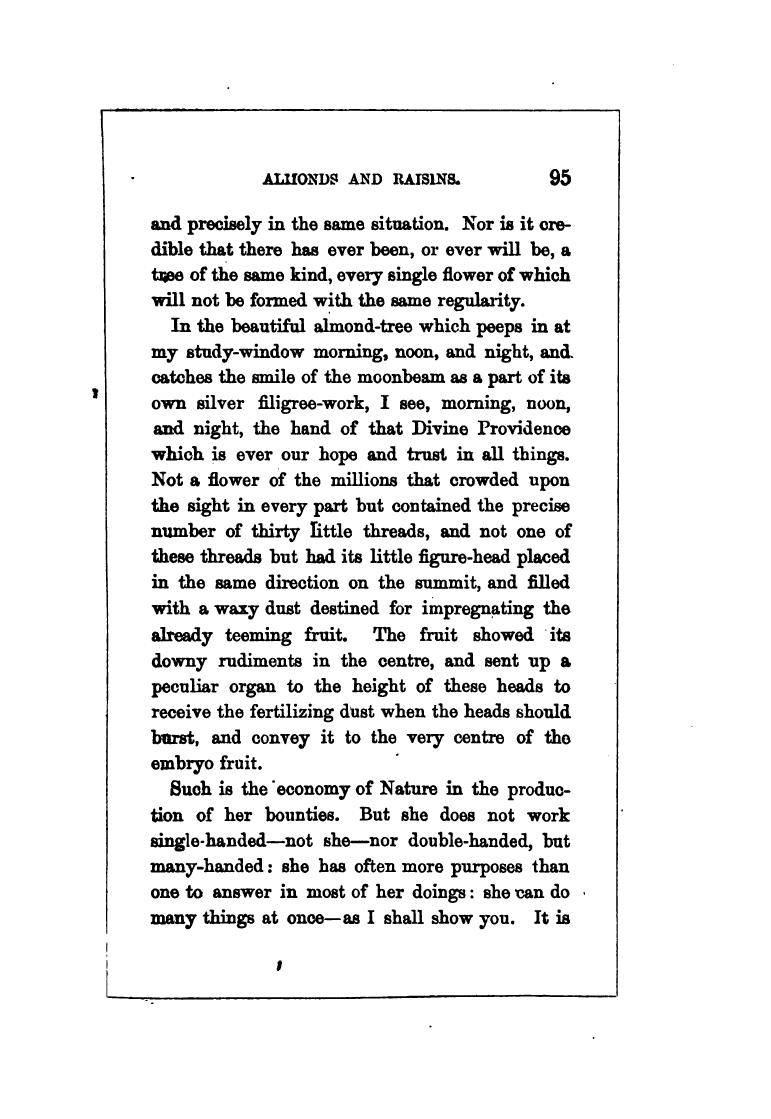 ALMONDS AND RAISINS. 95
and precisely in the same situation. Nor is it cre-
dible that there has ever been, or ever will be, a
tree of the same kind, every single flower of which
will not be formed with the same regularity.
In the beautiful almond-tree which peeps in at
my study-window morning, noon, and night, and
catches the smile of the moonbeam as a part of its
own silver filigree-work, I see, morning, noon,
and night, the hand of that Divine Providence
which is ever our hope and trust in all things.
Not a flower of the millions that crowded upon
the sight in every part but contained the precise
number of thirty little threads, and not one of
these threads but had its little figure-head placed
in the same direction on the summit, and filled
with a waxy dust destined for impregnating the
already teeming fruit. The fruit showed its
downy rudiments in the centre, and sent up a
peculiar organ to the height of these heads to
receive the fertilizing dust when the heads should
burst, and convey it to the very centre of the
embryo fruit.
Such is the economy of Nature in the produc-
tion of her bounties. But she does not work
single-handed—not she—nor double-handed, but
many-handed: she has often more purposes than
one to answer in most of her doings: she can do
many things at once—as I shall show you. It is